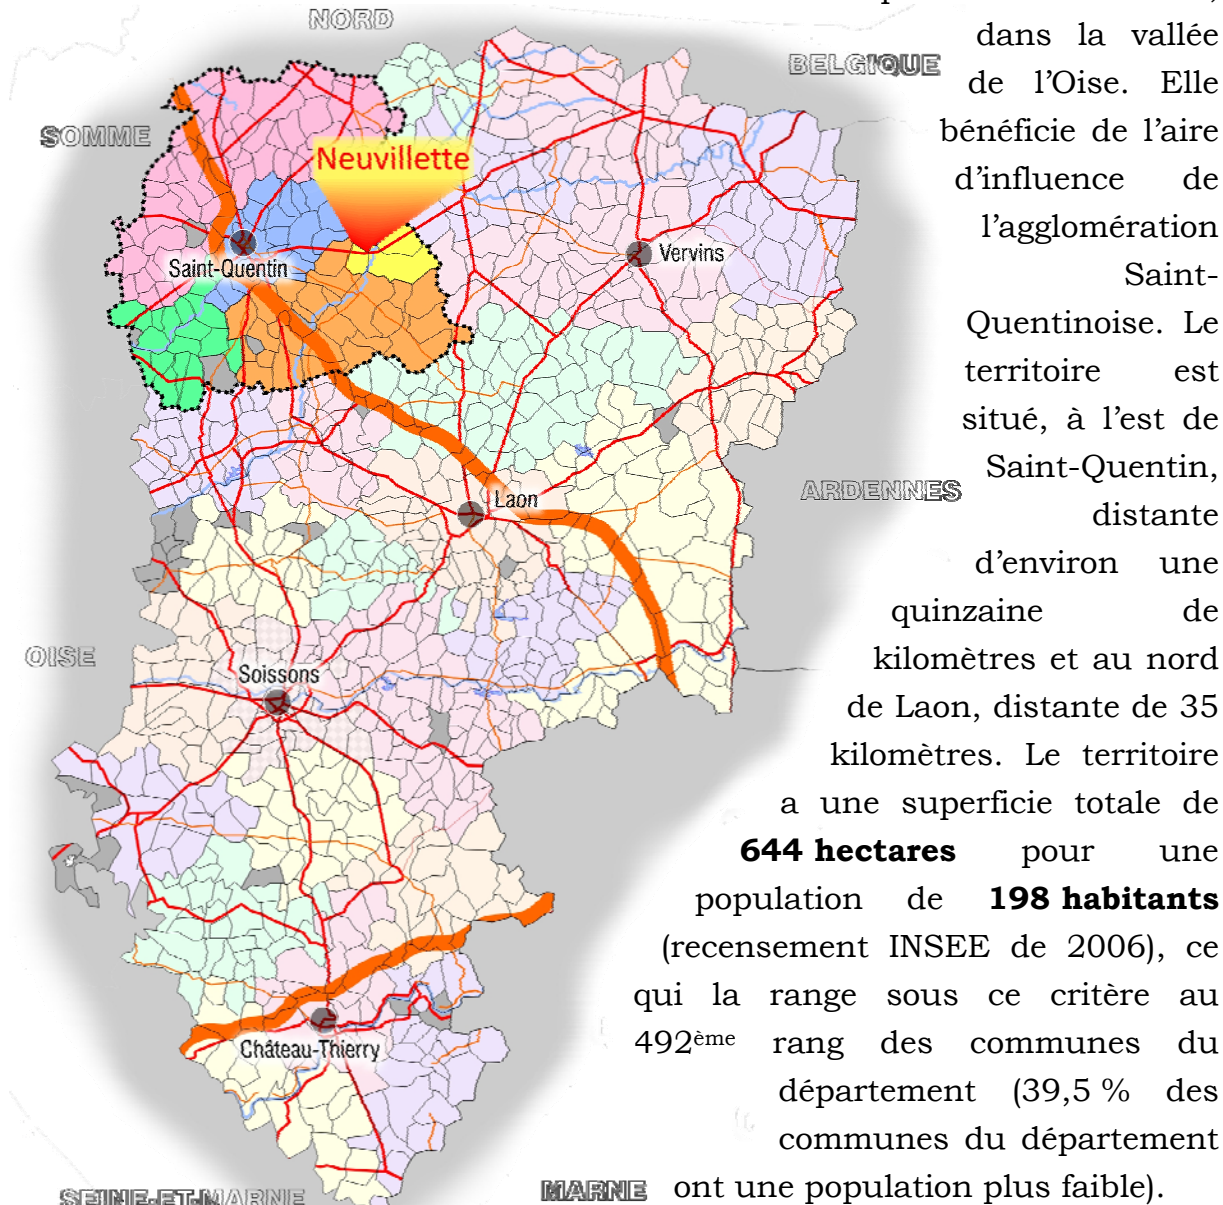 NORD
BELGIQUE
SOMME
Neuvillette
Saint-Quentin
Vervins
Laon
ARDENNES
OISE
Soissons
Château-Thierry
SEINE-ET-MARNE
MARNE
dans la vallée
de l’Oise. Elle
bénéficie de l’aire
d’influence de
l’agglomération
Saint-
Quentinoise. Le
territoire est
situé, à l’est de
Saint-Quentin,
distante
d’environ une
quinzaine de
kilomètres et au nord
de Laon, distante de 35
kilomètres. Le territoire
a une superficie totale de
644 hectares pour une
population de 198 habitants
(recensement INSEE de 2006), ce
qui la range sous ce critère au
492ème rang des communes du
département (39,5 % des
communes du département
ont une population plus faible).